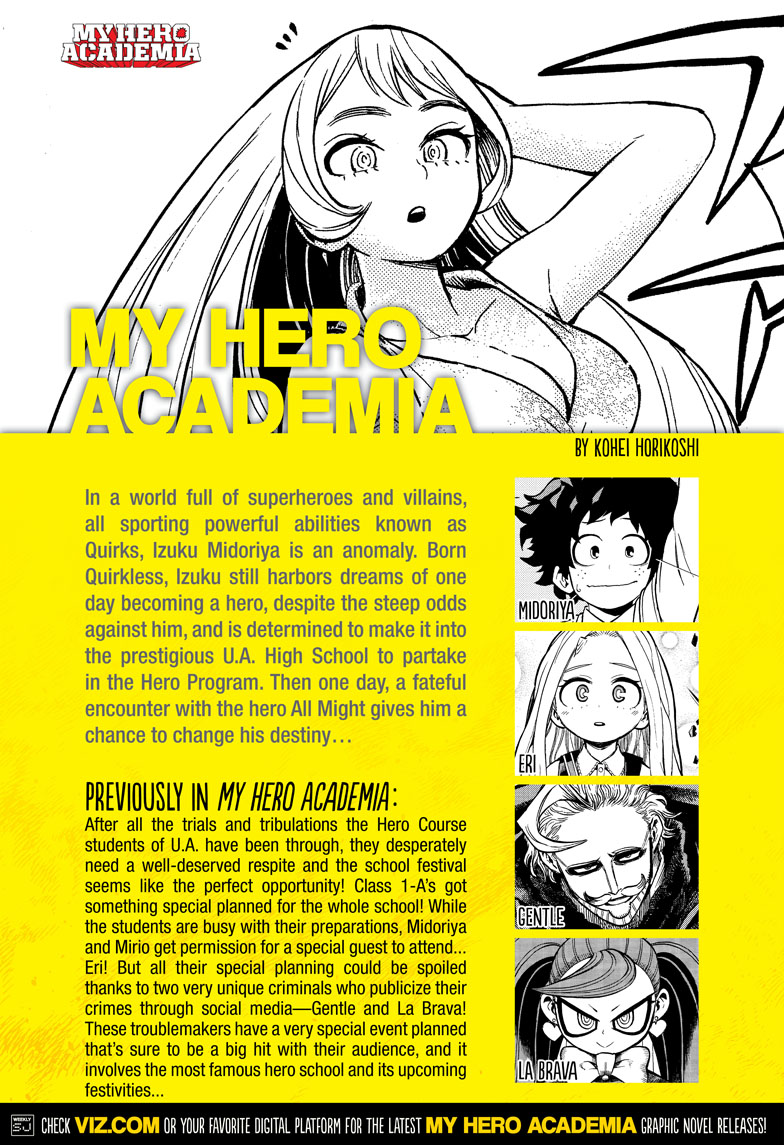 MY HERO
ACADEMIA
MY HERO
ACADEMIA
BY KOHEI HORIKOSHI
In a world full of superheroes and villains,
all sporting powerful abilities known as
Quirks, Izuku Midoriya is an anomaly. Born
Quirkless, Izuku still harbors dreams of one
day becoming a hero, despite the steep odds
against him, and is determined to make it into
the prestigious U.A. High School to partake
in the Hero Program. Then one day, a fateful
encounter with the hero All Might gives him a
chance to change his destiny…
PREVIOUSLY IN MY HERO ACADEMIA:
After all the trials and tribulations the Hero Course
students of U.A. have been through, they desperately
need a well-deserved respite and the school festival
seems like the perfect opportunity! Class 1-A's got
something special planned for the whole school! While
the students are busy with their preparations, Midoriya
and Mirio get permission for a special guest to attend...
Eri! But all their special planning could be spoiled
thanks to two very unique criminals who publicize their
crimes through social media—Gentle and La Brava!
These troublemakers have a very special event planned
that's sure to be a big hit with their audience, and it
involves the most famous hero school and its upcoming
festivities...
MIDORIYA
ERI
GENTLE
LA BRAVA
WEEKLY
SJ
CHECK VIZ.COM OR YOUR FAVORITE DIGITAL PLATFORM FOR THE LATEST MY HERO ACADEMIA GRAPHIC NOVEL RELEASES!